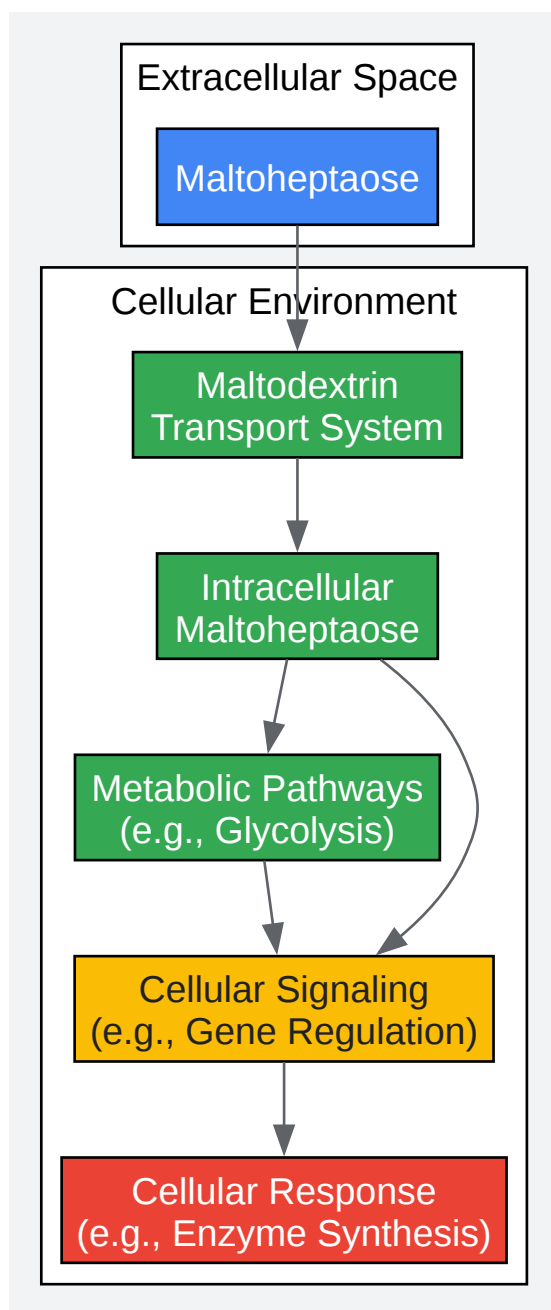 Extracellular Space
Maltoheptaose
Cellular Environment
Maltodextrin
Transport System
Intracellular
Maltoheptaose
Metabolic Pathways
(e.g., Glycolysis)
Cellular Signaling
(e.g., Gene Regulation)
Cellular Response
(e.g., Enzyme Synthesis)